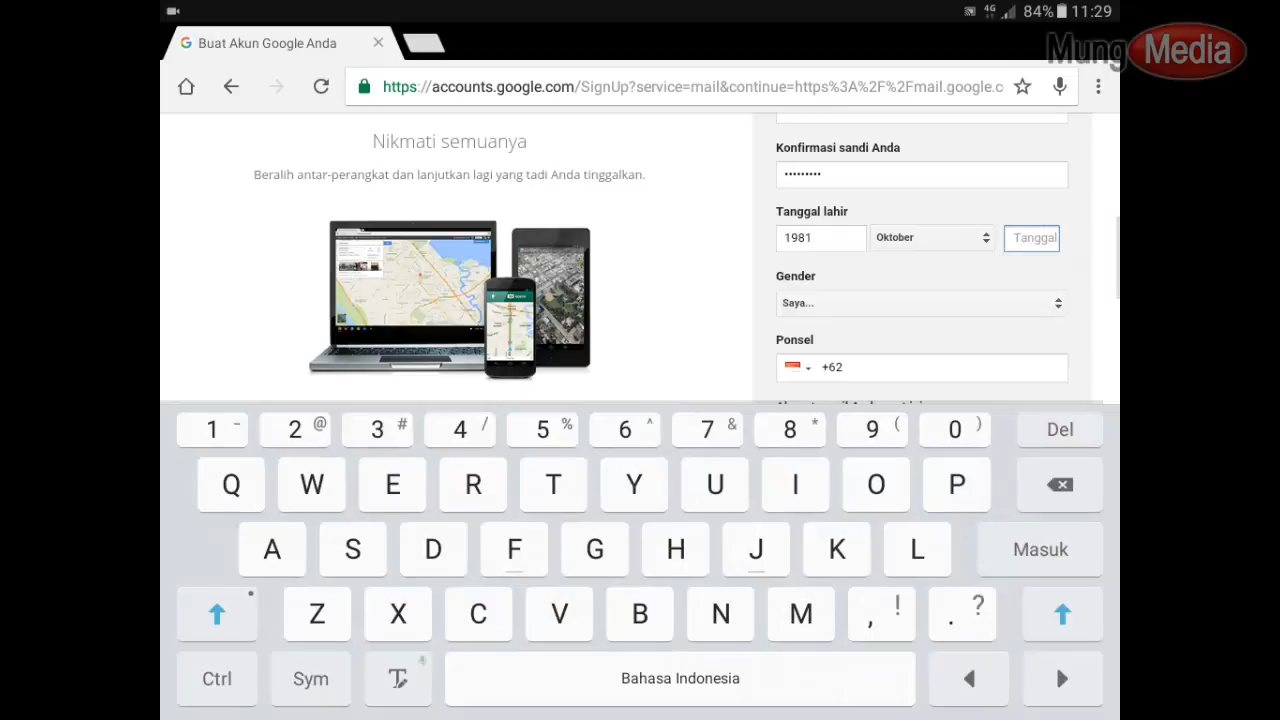 4G 84% 11:29
Mung Media
G Buat Akun Google Anda
https://accounts.google.com/SignUp?service=mail&continue=https%3A%2F%2Fmail.google.c
Nikmati semuanya
Beralih antar-perangkat dan lanjutkan lagi yang tadi Anda tinggalkan.
Konfirmasi sandi Anda
•••••••••
Tanggal lahir
1981 Oktober Tanggal
Gender
Saya...
Ponsel
+62
1 - 2 @ 3 # 4 / 5 % 6 ^ 7 & 8 * 9 ( 0 ) Del
Q W E R T Y U I O P
A S D F G H J K L Masuk
Z X C V B N M , ! . ?
Ctrl Sym T Bahasa Indonesia